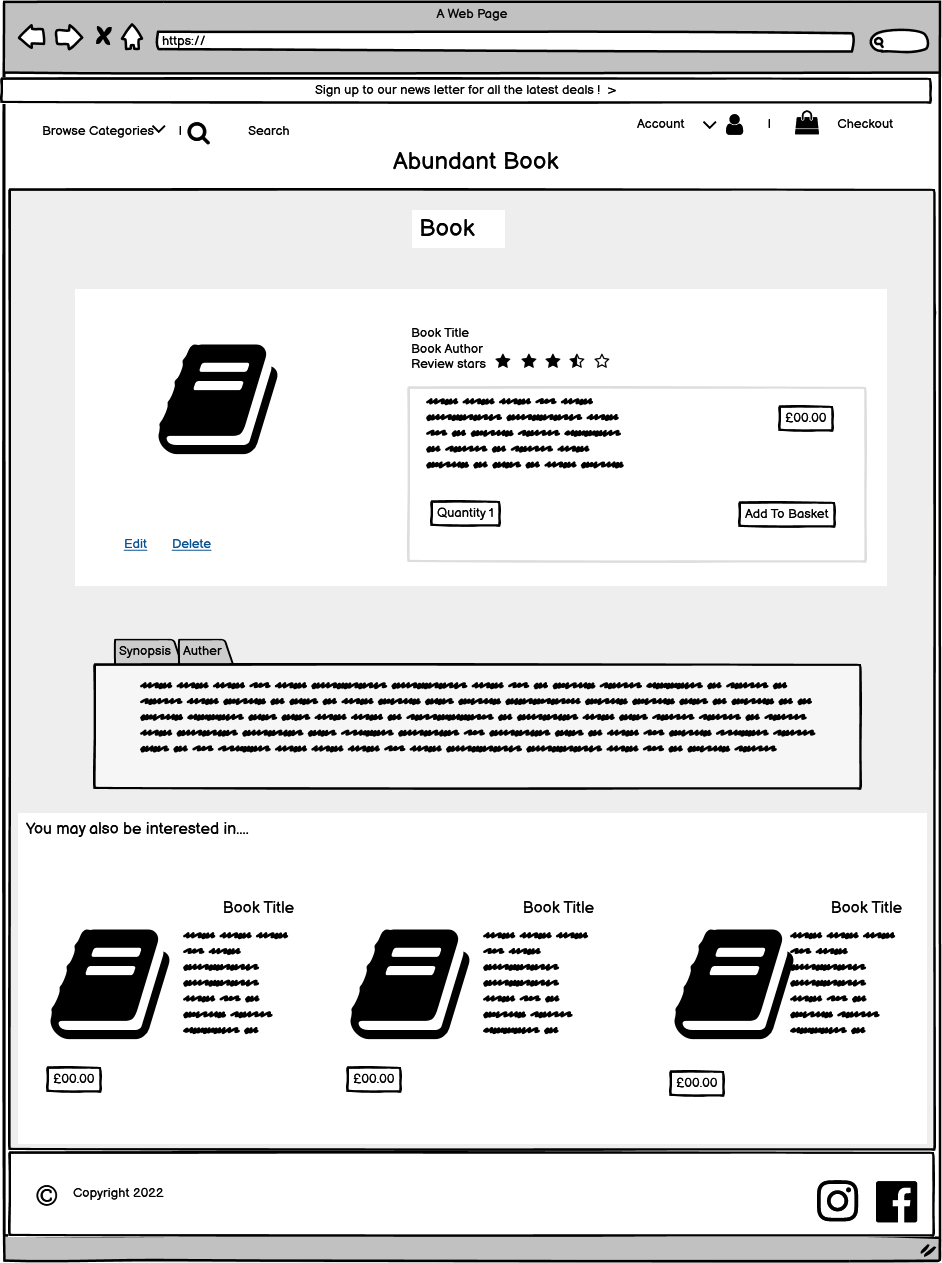 A Web Page
https://
Sign up to our news letter for all the latest deals ! >
Browse Categories | Search
Account | Checkout
Abundant Book
Book
Book Title
Book Author
Review stars
£00.00
Quantity 1
Add To Basket
Edit Delete
Synopsis Auther
You may also be interested in....
Book Title Book Title Book Title
£00.00 £00.00 £00.00
© Copyright 2022